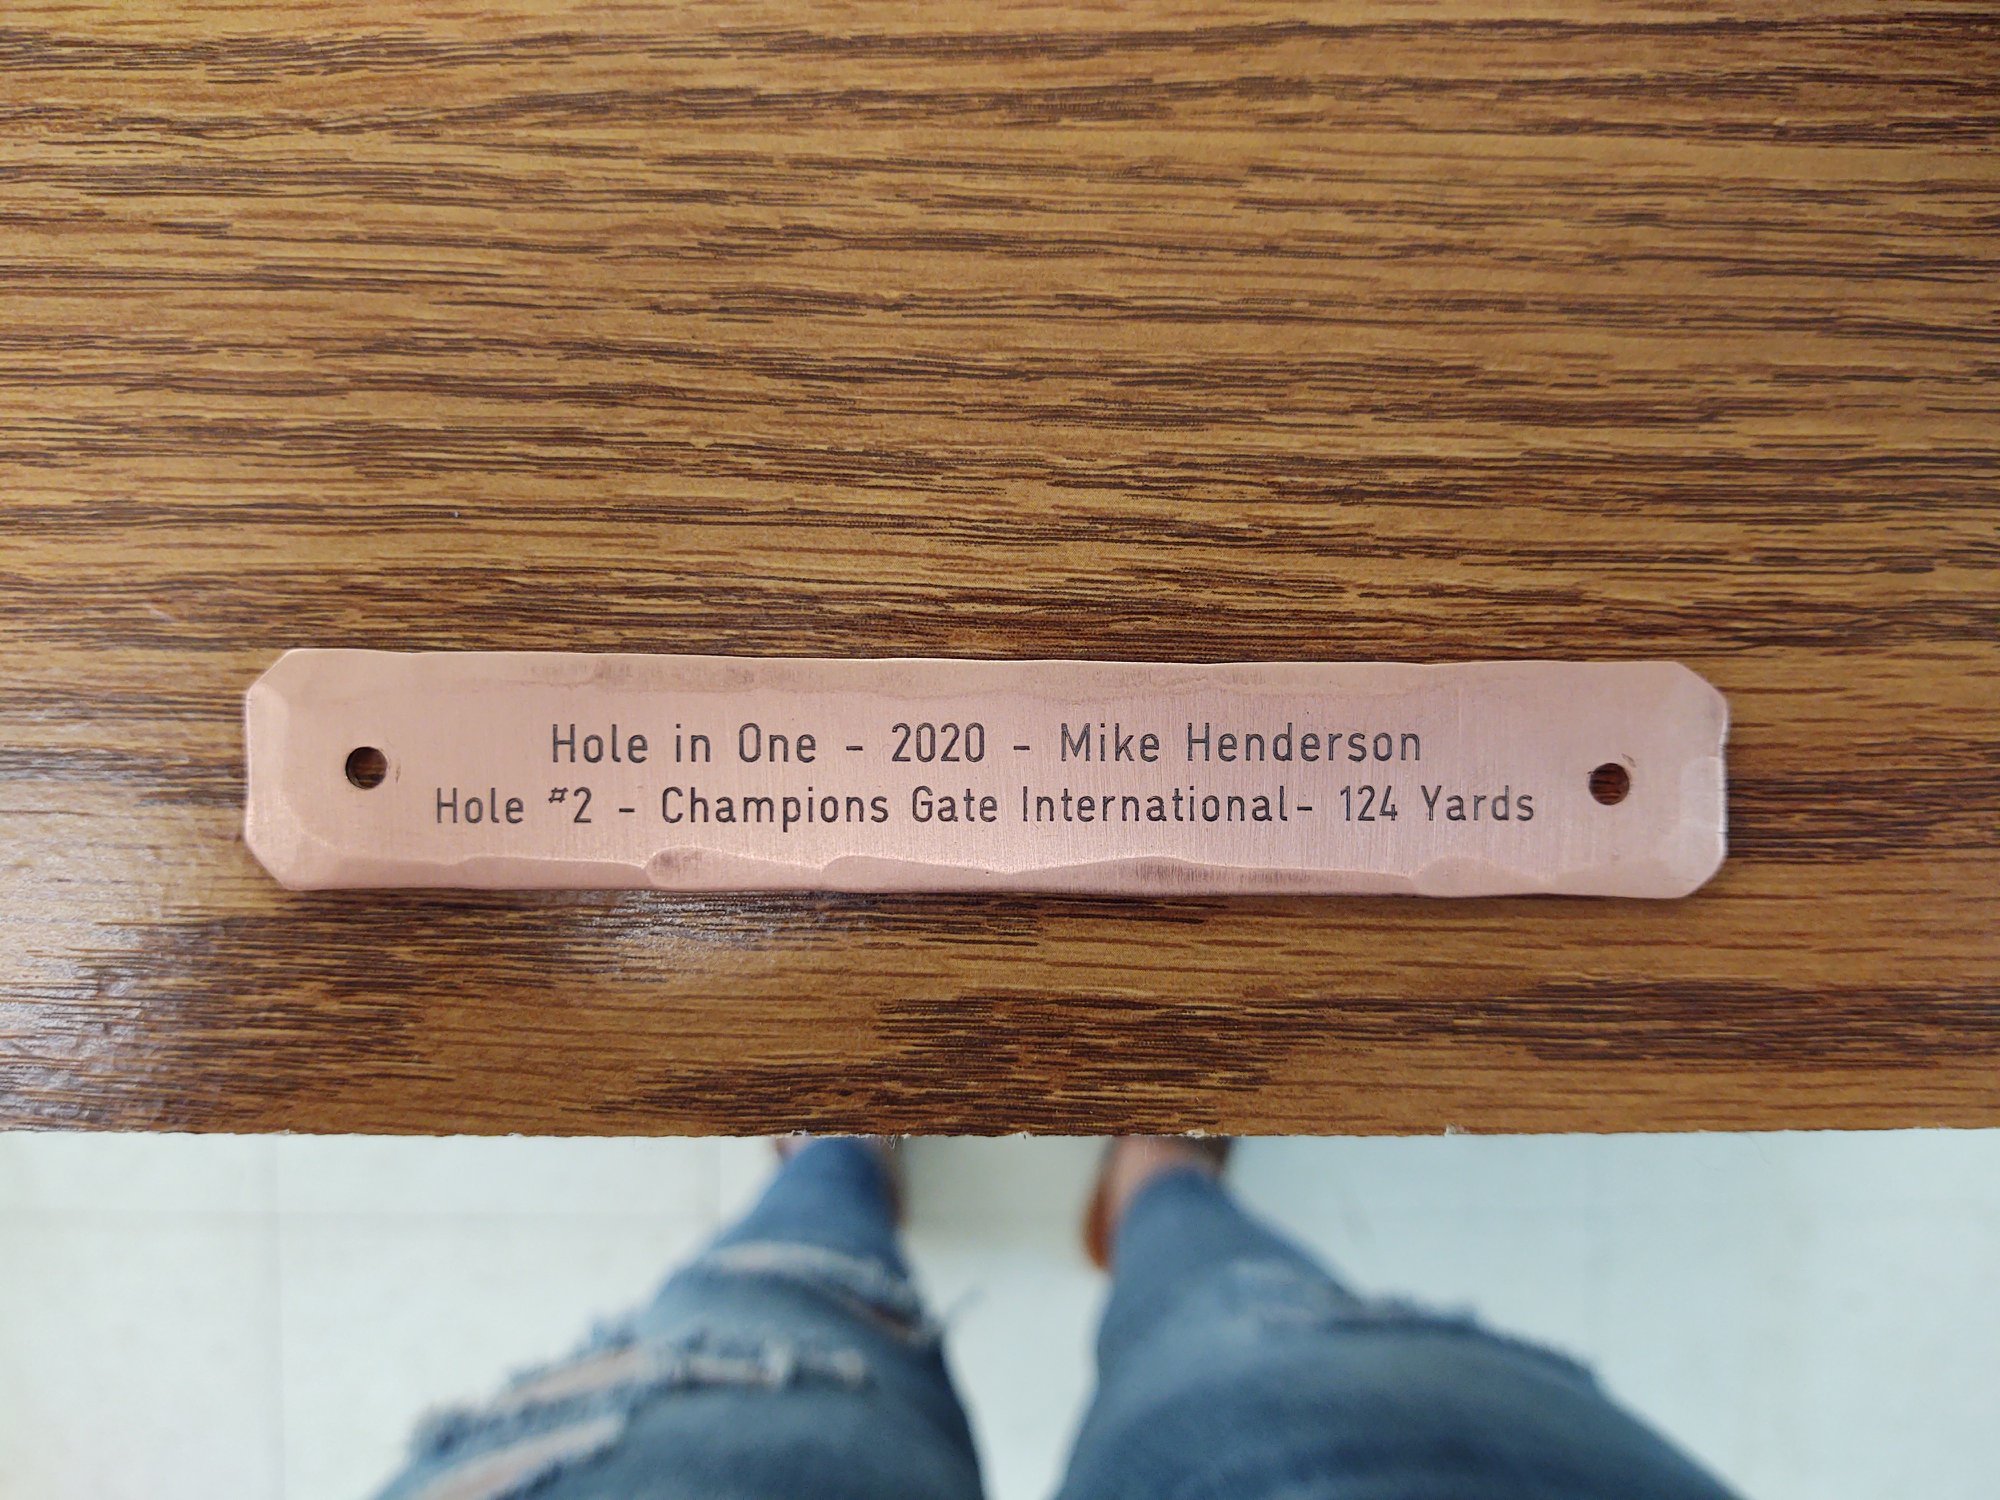 Hole in One - 2020 - Mike Henderson
Hole #2 - Champions Gate International- 124 Yards